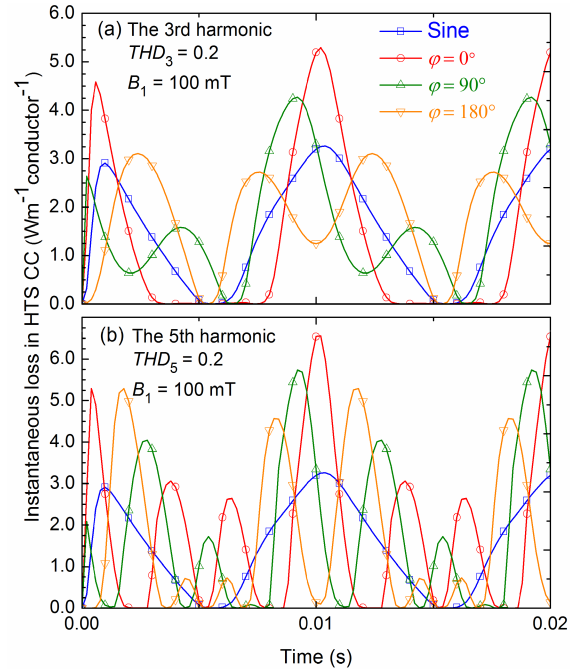 Instantaneous loss in HTS CC (Wm⁻¹conductor⁻¹)
6.0
5.0
4.0
3.0
2.0
1.0
0.0
(a) The 3rd harmonic
THD₃ = 0.2
B₁ = 100 mT
Sine
φ = 0°
φ = 90°
φ = 180°
6.0
5.0
4.0
3.0
2.0
1.0
0.0
(b) The 5th harmonic
THD₅ = 0.2
B₁ = 100 mT
0.00
0.01
0.02
Time (s)